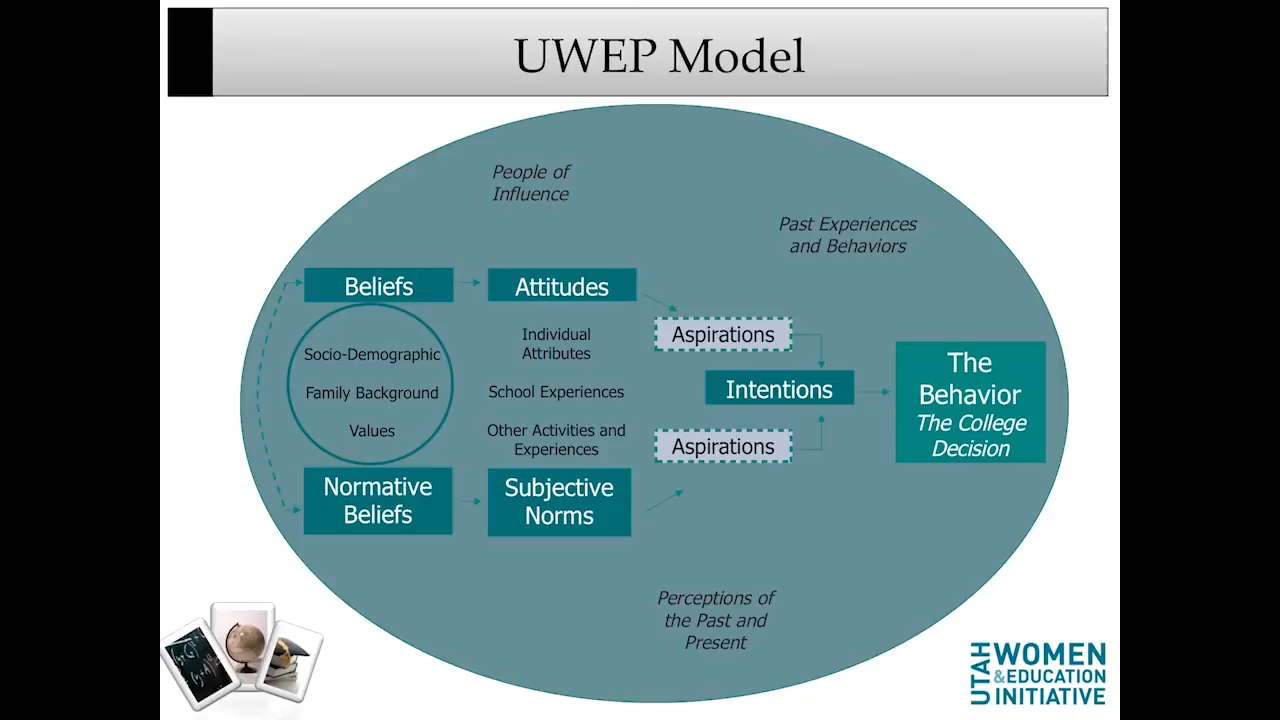 UWEP Model
People of
Influence
Past Experiences
and Behaviors
Beliefs
Attitudes
Socio-Demographic
Family Background
Values
Individual
Attributes
School Experiences
Other Activities and
Experiences
Aspirations
Intentions
Aspirations
The
Behavior
The College
Decision
Normative
Beliefs
Subjective
Norms
Perceptions of
the Past and
Present
UTAH
WOMEN
&EDUCATION
INITIATIVE